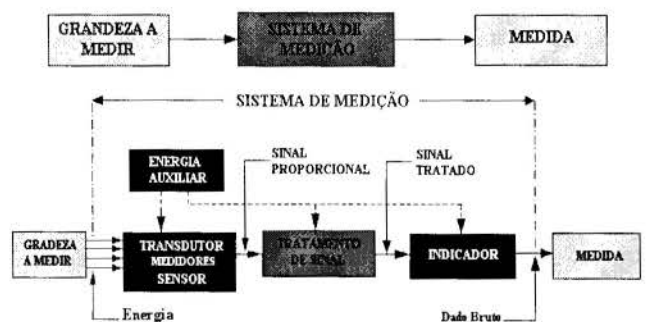 GRANDEZA A
MEDIR
SISTEMA DE
MEDIÇÃO
MEDIDA
SISTEMA DE MEDIÇÃO
ENERGIA
AUXILIAR
SINAL
PROPORCIONAL
SINAL
TRATADO
GRADEZA
A MEDIR
TRANSDUTOR
MEDIDORES
SENSOR
TRATAMENTO
DE SINAL
INDICADOR
MEDIDA
Energia
Dado Bruto